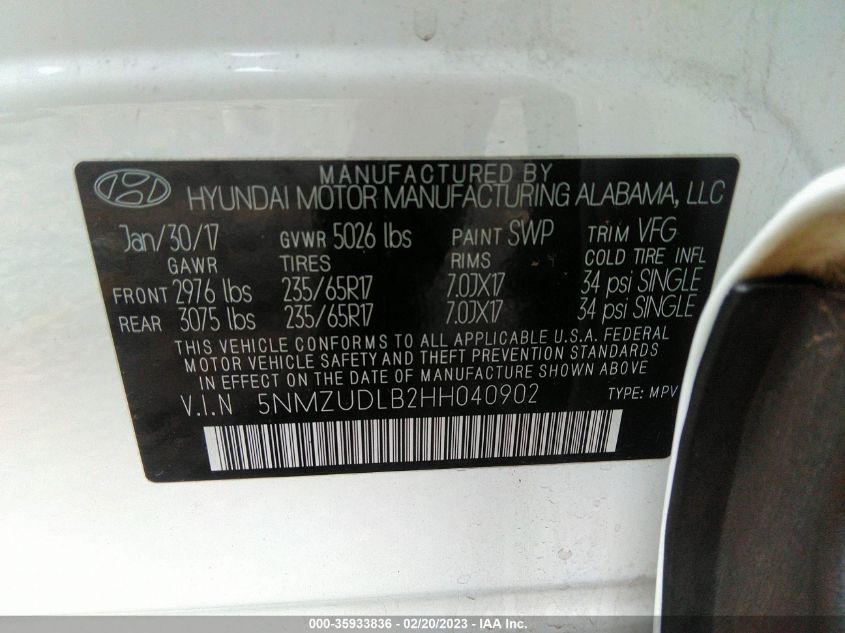 MANUFACTURED BY
HYUNDAI MOTOR MANUFACTURING ALABAMA, LLC
Jan/30/17 GVWR 5026 lbs PAINT SWP TRIM VFG
GAWR TIRES RIMS COLD TIRE INFL
FRONT 2976 lbs 235/65R17 7.0JX17 34 psi SINGLE
REAR 3075 lbs 235/65R17 7.0JX17 34 psi SINGLE
THIS VEHICLE CONFORMS TO ALL APPLICABLE U.S.A. FEDERAL
MOTOR VEHICLE SAFETY AND THEFT PREVENTION STANDARDS
IN EFFECT ON THE DATE OF MANUFACTURE SHOWN ABOVE
V.I.N 5NMZUDLB2HH040902 TYPE: MPV
000-35933836 - 02/20/2023 - IAAI.com